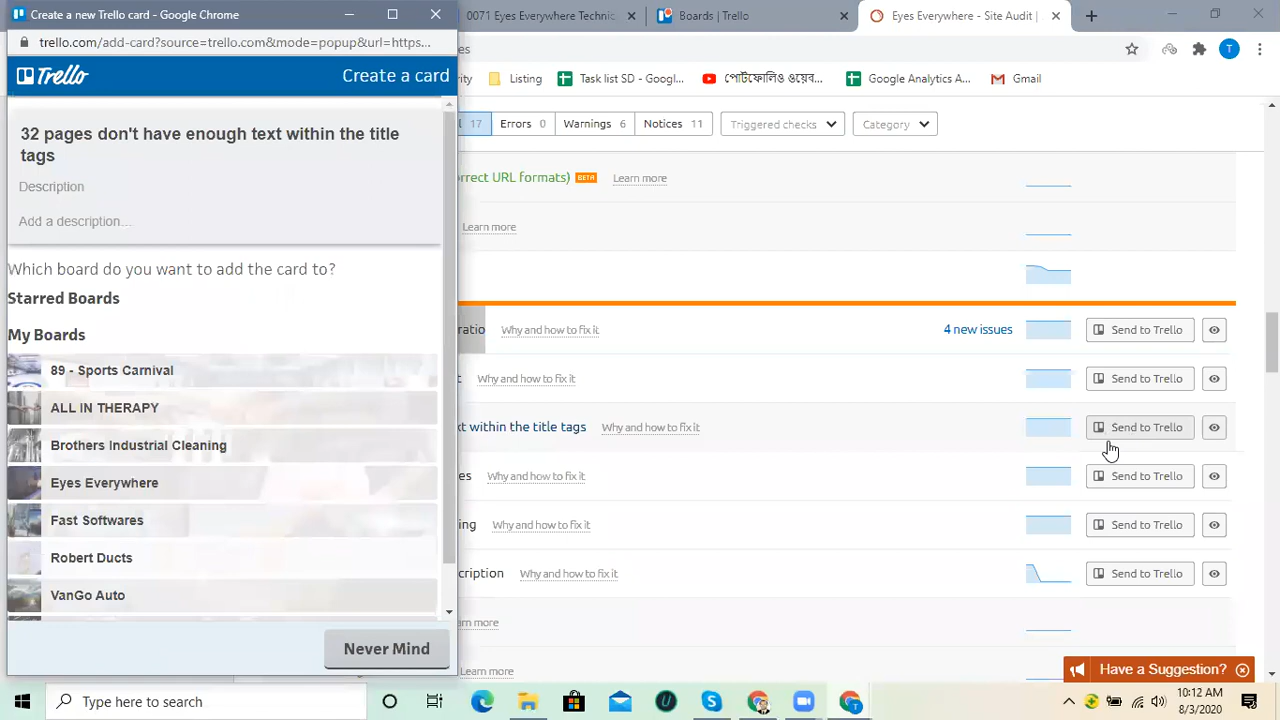 Create a new Trello card - Google Chrome
trello.com/add-card?source=trello.com&mode=popup&url=https...
Trello
Create a card
32 pages don't have enough text within the title
tags
Description
Add a description...
Which board do you want to add the card to?
Starred Boards
My Boards
89 - Sports Carnival
ALL IN THERAPY
Brothers Industrial Cleaning
Eyes Everywhere
Fast Softwares
Robert Ducts
VanGo Auto
Never Mind
0071 Eyes Everywhere Technic
Boards | Trello
Eyes Everywhere - Site Audit |
es
T
ity
Listing
Task list SD - Googl...
পোর্টফোলিও ওয়েব...
Google Analytics A...
Gmail
l 17
Errors 0
Warnings 6
Notices 11
Triggered checks
Category
rrect URL formats) BETA Learn more
Learn more
ratio Why and how to fix it 4 new issues Send to Trello
t Why and how to fix it Send to Trello
xt within the title tags Why and how to fix it Send to Trello
es Why and how to fix it Send to Trello
ing Why and how to fix it Send to Trello
cription Why and how to fix it Send to Trello
arn more
Learn more
Have a Suggestion?
Type here to search
10:12 AM
8/3/2020